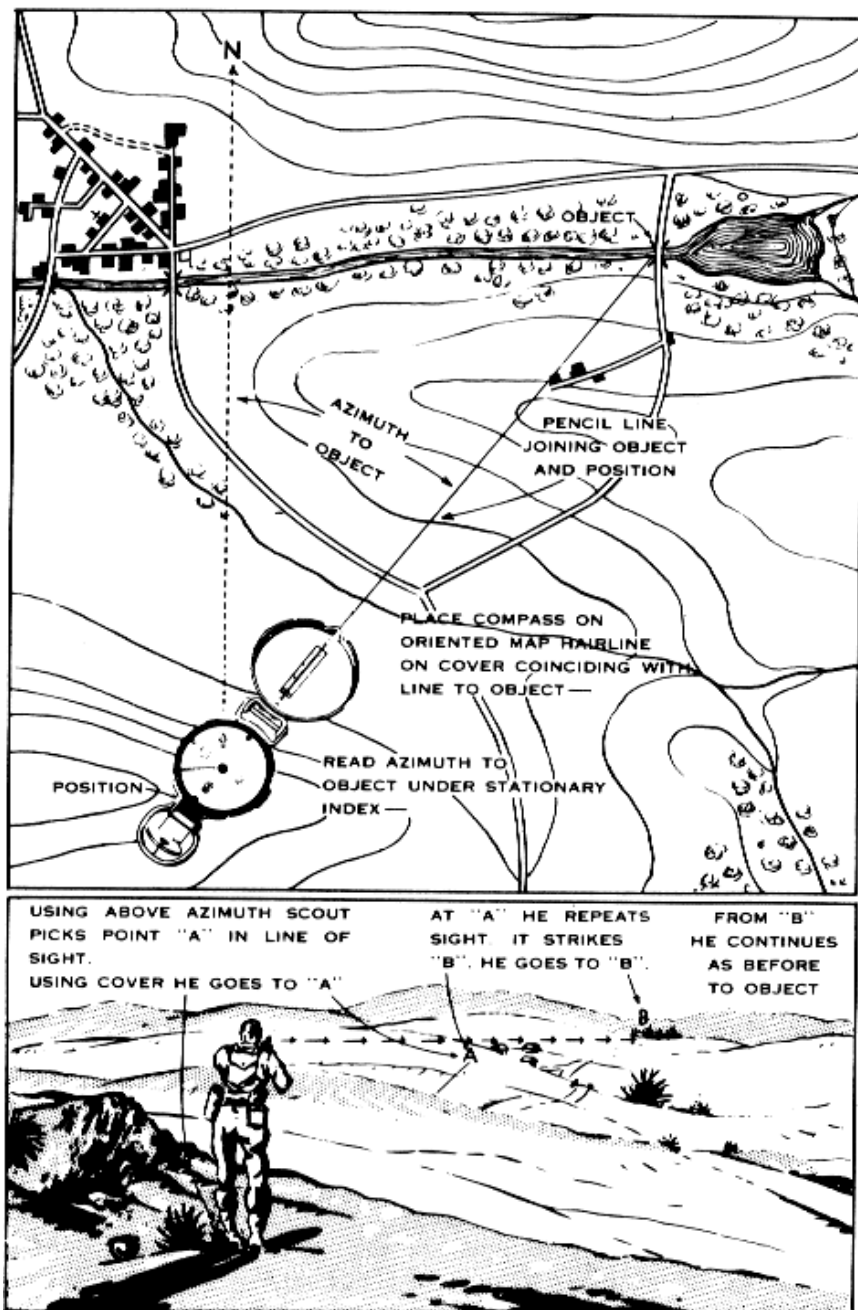 N
OBJECT
AZIMUTH
TO
OBJECT
PENCIL LINE
JOINING OBJECT
AND POSITION
PLACE COMPASS ON
ORIENTED MAP HAIRLINE
ON COVER COINCIDING WITH
LINE TO OBJECT—
READ AZIMUTH TO
OBJECT UNDER STATIONARY
INDEX—
POSITION
USING ABOVE AZIMUTH SCOUT
PICKS POINT "A" IN LINE OF
SIGHT.
USING COVER HE GOES TO "A"
AT "A" HE REPEATS
SIGHT. IT STRIKES
"B". HE GOES TO "B".
FROM "B"
HE CONTINUES
AS BEFORE
TO OBJECT
B
A